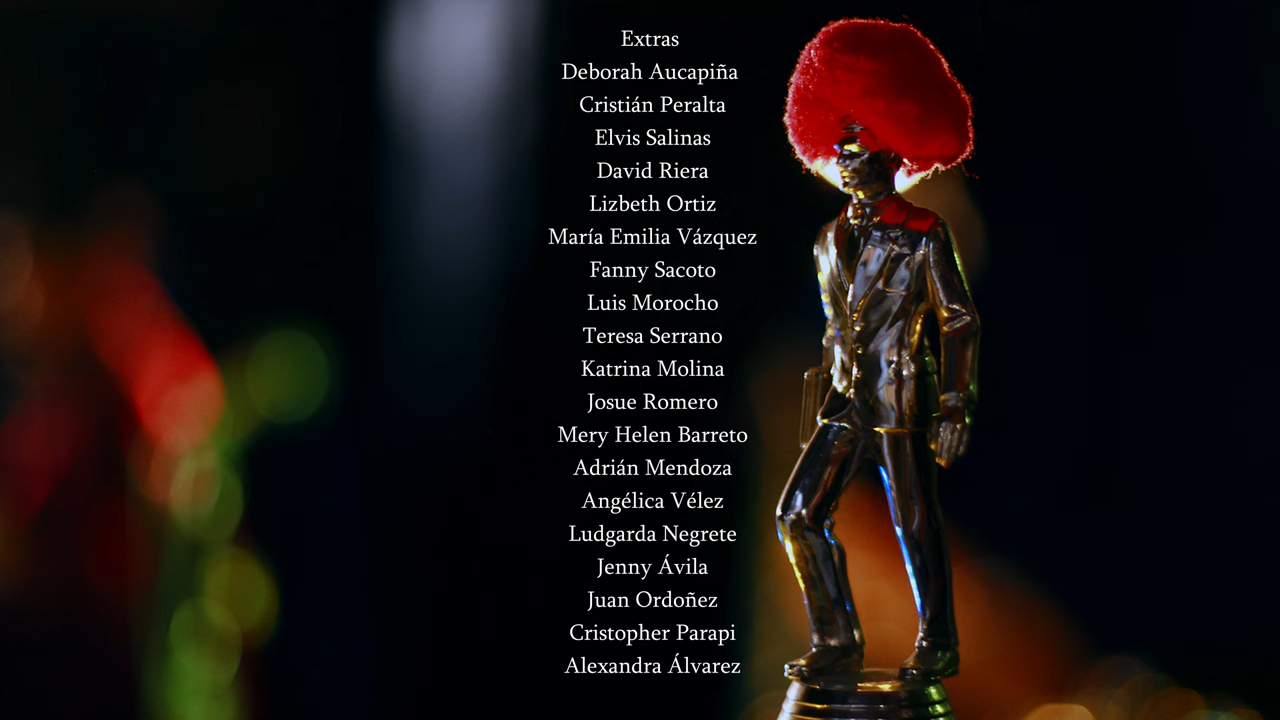 Extras
Deborah Aucapiña
Cristián Peralta
Elvis Salinas
David Riera
Lizbeth Ortiz
María Emilia Vázquez
Fanny Sacoto
Luis Morocho
Teresa Serrano
Katrina Molina
Josue Romero
Mery Helen Barreto
Adrián Mendoza
Angélica Vélez
Ludgarda Negrete
Jenny Ávila
Juan Ordoñez
Cristopher Parapi
Alexandra Álvarez